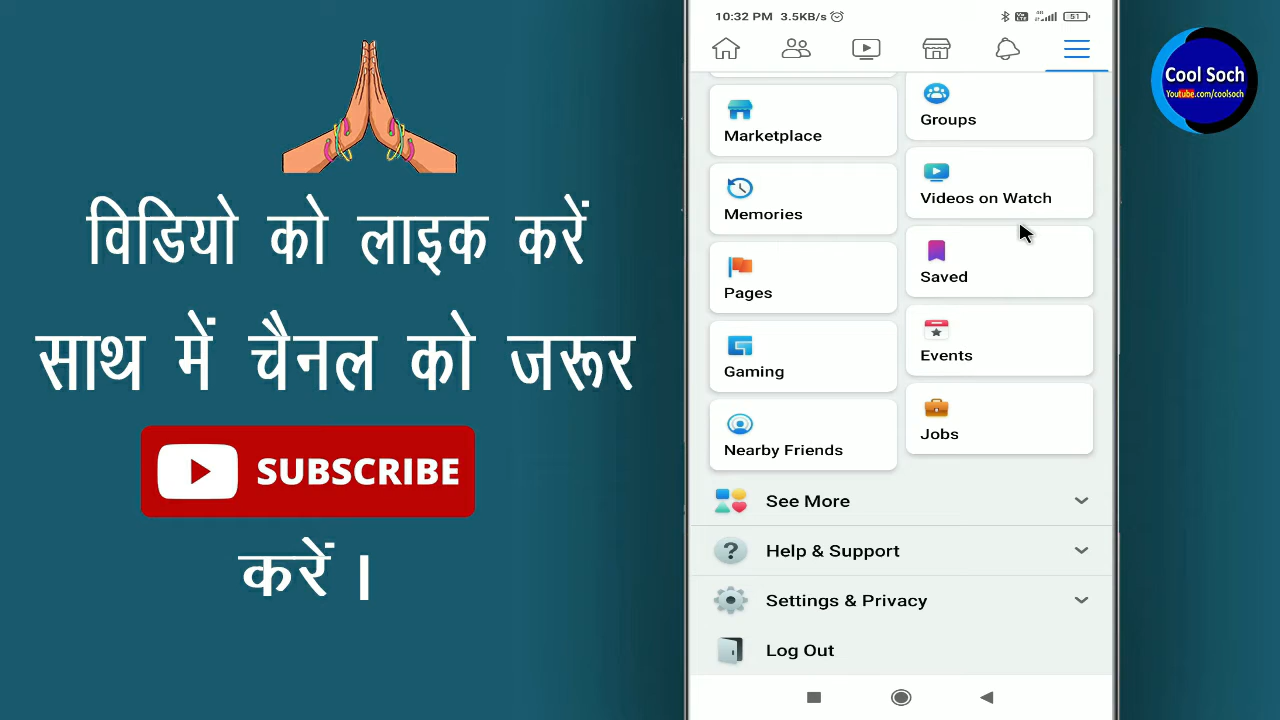 विडियो को लाइक करें
साथ में चैनल को जरूर
SUBSCRIBE
करें ।
10:32 PM 3.5KB/s
51
Marketplace
Memories
Pages
Gaming
Nearby Friends
Groups
Videos on Watch
Saved
Events
Jobs
See More
? Help & Support
Settings & Privacy
Log Out
Cool Soch
Youtube.com/coolsoch